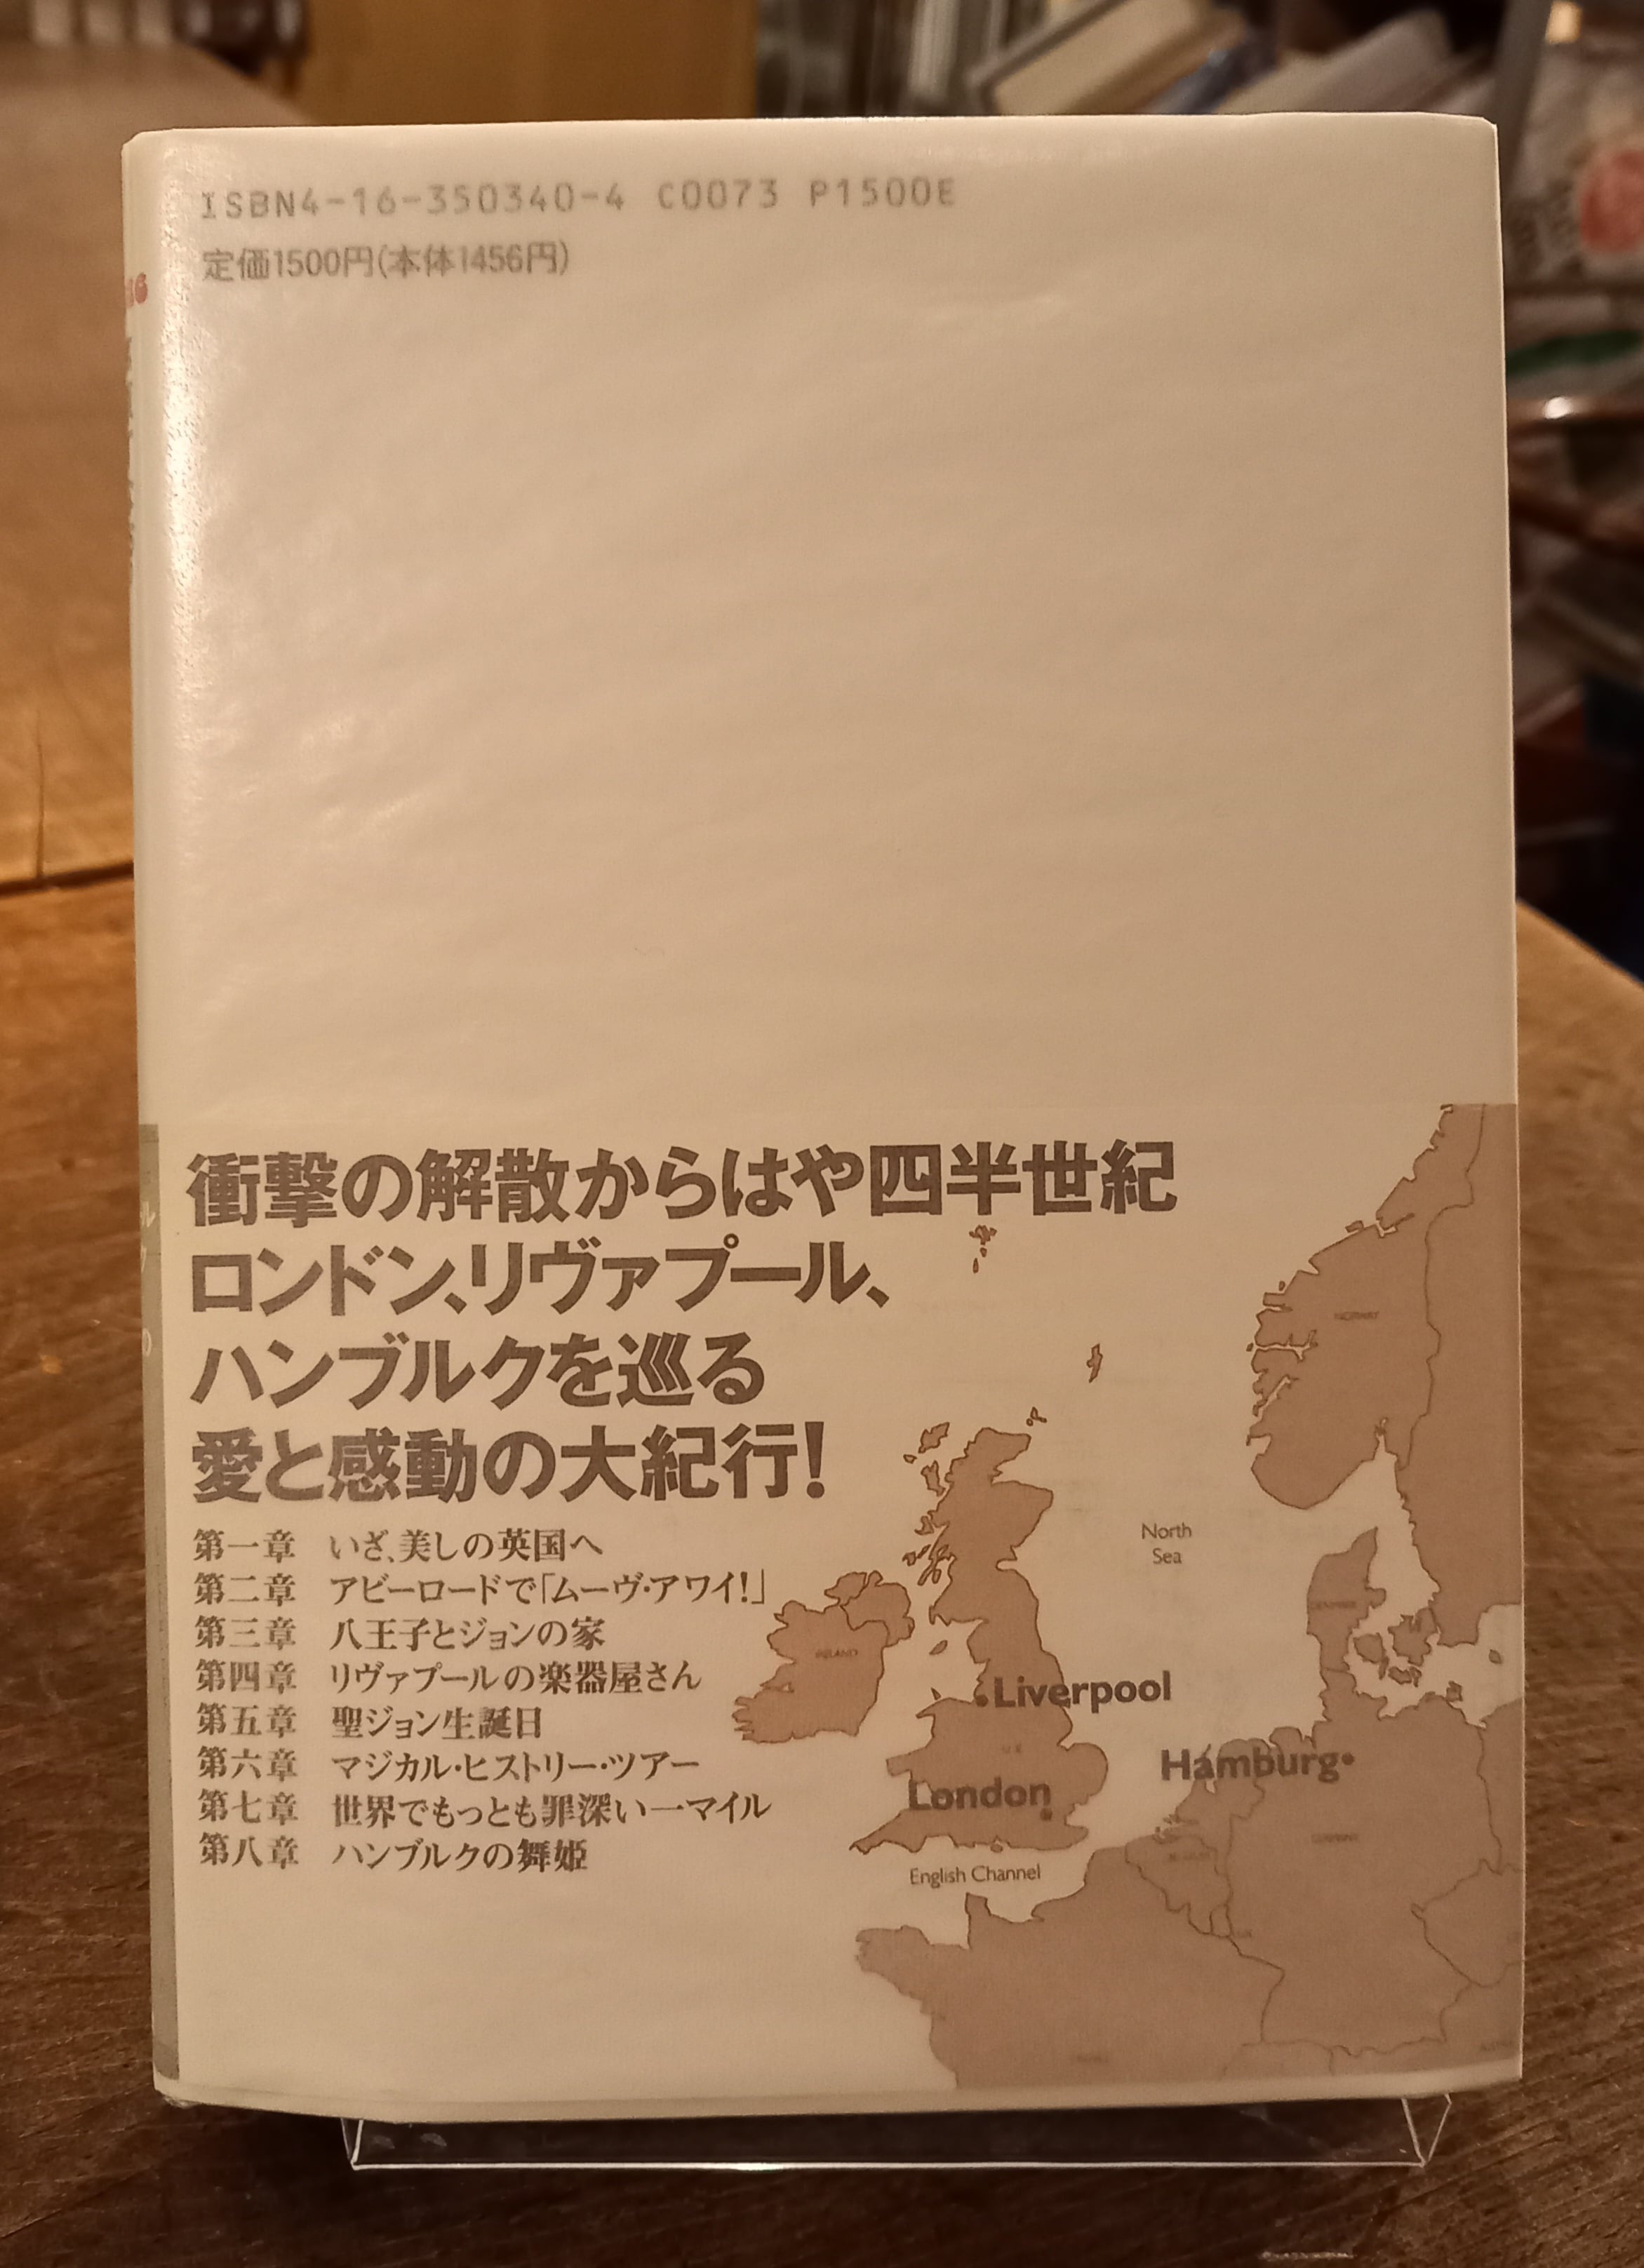 ISBN4-16-350340-4 C0073 P1500E
定価1500円(本体1456円)
衝撃の解散からはや四半世紀
ロンドン、リヴァプール、
ハンブルクを巡る
愛と感動の大紀行!
第一章 いざ、美しの英国へ
第二章 アビーロードで「ムーヴ・アワイ!」
第三章 八王子とジョンの家
第四章 リヴァプールの楽器屋さん
第五章 聖ジョン生誕日
第六章 マジカル・ヒストリー・ツアー
第七章 世界でもっとも罪深い一マイル
第八章 ハンブルクの舞姫
NORWAY
North
Sea
DENMARK
IRELAND
Liverpool
U.K
Hamburg
London
GERMANY
English Channel